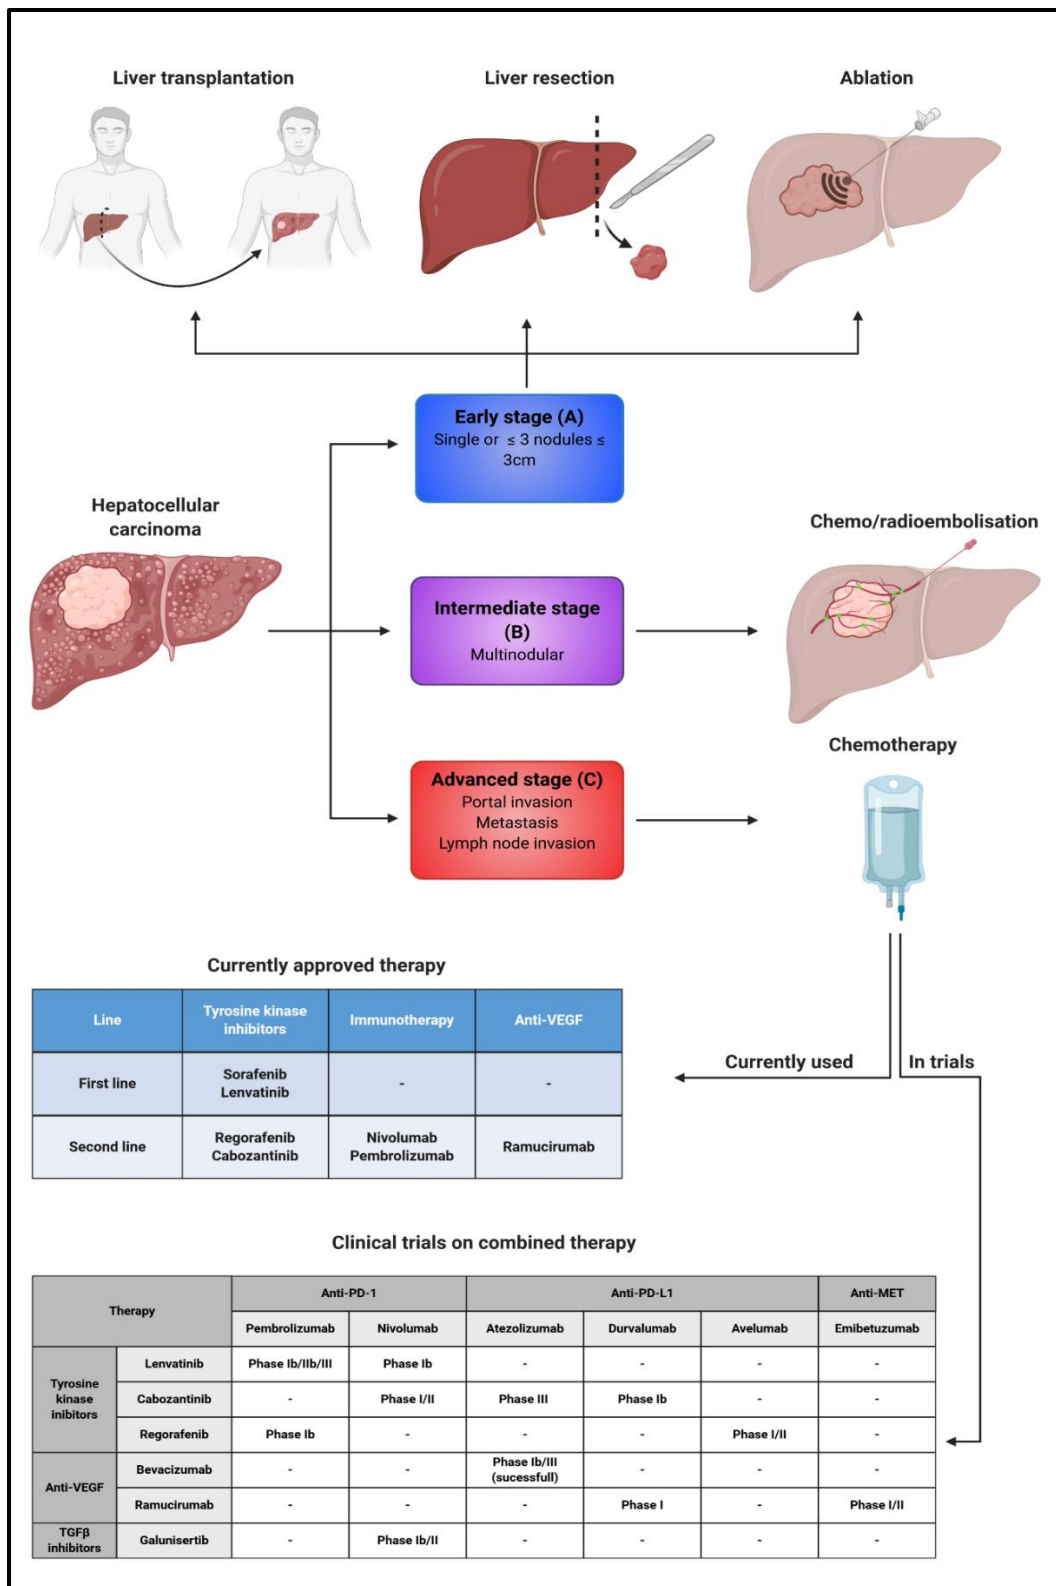 Liver transplantation
Liver resection
Ablation
Early stage (A)
Single or ≤ 3 nodules ≤
3cm
Hepatocellular
carcinoma
Chemo/radioembolisation
Intermediate stage
(B)
Multinodular
Chemotherapy
Advanced stage (C)
Portal invasion
Metastasis
Lymph node invasion
Currently approved therapy
Line
Tyrosine kinase
inhibitors
Immunotherapy
Anti-VEGF
First line
Sorafenib
Lenvatinib
-
-
Second line
Regorafenib
Cabozantinib
Nivolumab
Pembrolizumab
Ramucirumab
Currently used
In trials
Clinical trials on combined therapy
Therapy
Anti-PD-1
Anti-PD-L1
Anti-MET
Pembrolizumab
Nivolumab
Atezolizumab
Durvalumab
Avelumab
Emibetuzumab
Tyrosine
kinase
inibitors
Lenvatinib
Phase Ib/IIb/III
Phase Ib
-
-
-
-
Cabozantinib
-
Phase I/II
Phase III
Phase Ib
-
-
Regorafenib
Phase Ib
-
-
-
Phase I/II
-
Anti-VEGF
Bevacizumab
-
-
Phase Ib/III
(sucessfull)
-
-
-
Ramucirumab
-
-
-
Phase I
-
Phase I/II
TGFβ
inhibitors
Galunisertib
-
Phase Ib/II
-
-
-
-